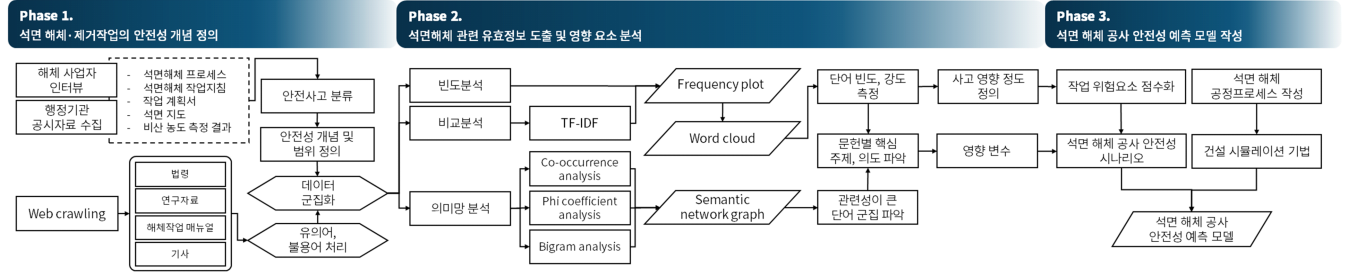 Phase 1.
석면 해체·제거작업의 안전성 개념 정의
해체 사업자
인터뷰
행정기관
공시자료 수집
- 석면해체 프로세스
- 석면해체 작업지침
- 작업 계획서
- 석면 지도
- 비산 농도 측정 결과
안전사고 분류
안전성 개념 및
범위 정의
Web crawling
법령
연구자료
해체작업 매뉴얼
기사
데이터
군집화
유의어,
불용어 처리
Phase 2.
석면해체 관련 유효정보 도출 및 영향 요소 분석
빈도분석
비교분석
TF-IDF
의미망 분석
Co-occurrence
analysis
Phi coefficient
analysis
Bigram analysis
Frequency plot
Word cloud
Semantic
network graph
단어 빈도, 강도
측정
문헌별 핵심
주제, 의도 파악
관련성이 큰
단어 군집 파악
사고 영향 정도
정의
영향 변수
Phase 3.
석면 해체 공사 안전성 예측 모델 작성
작업 위험요소 점수화
석면 해체 공사 안전성
시나리오
석면 해체
공정프로세스 작성
건설 시뮬레이션 기법
석면 해체 공사
안전성 예측 모델